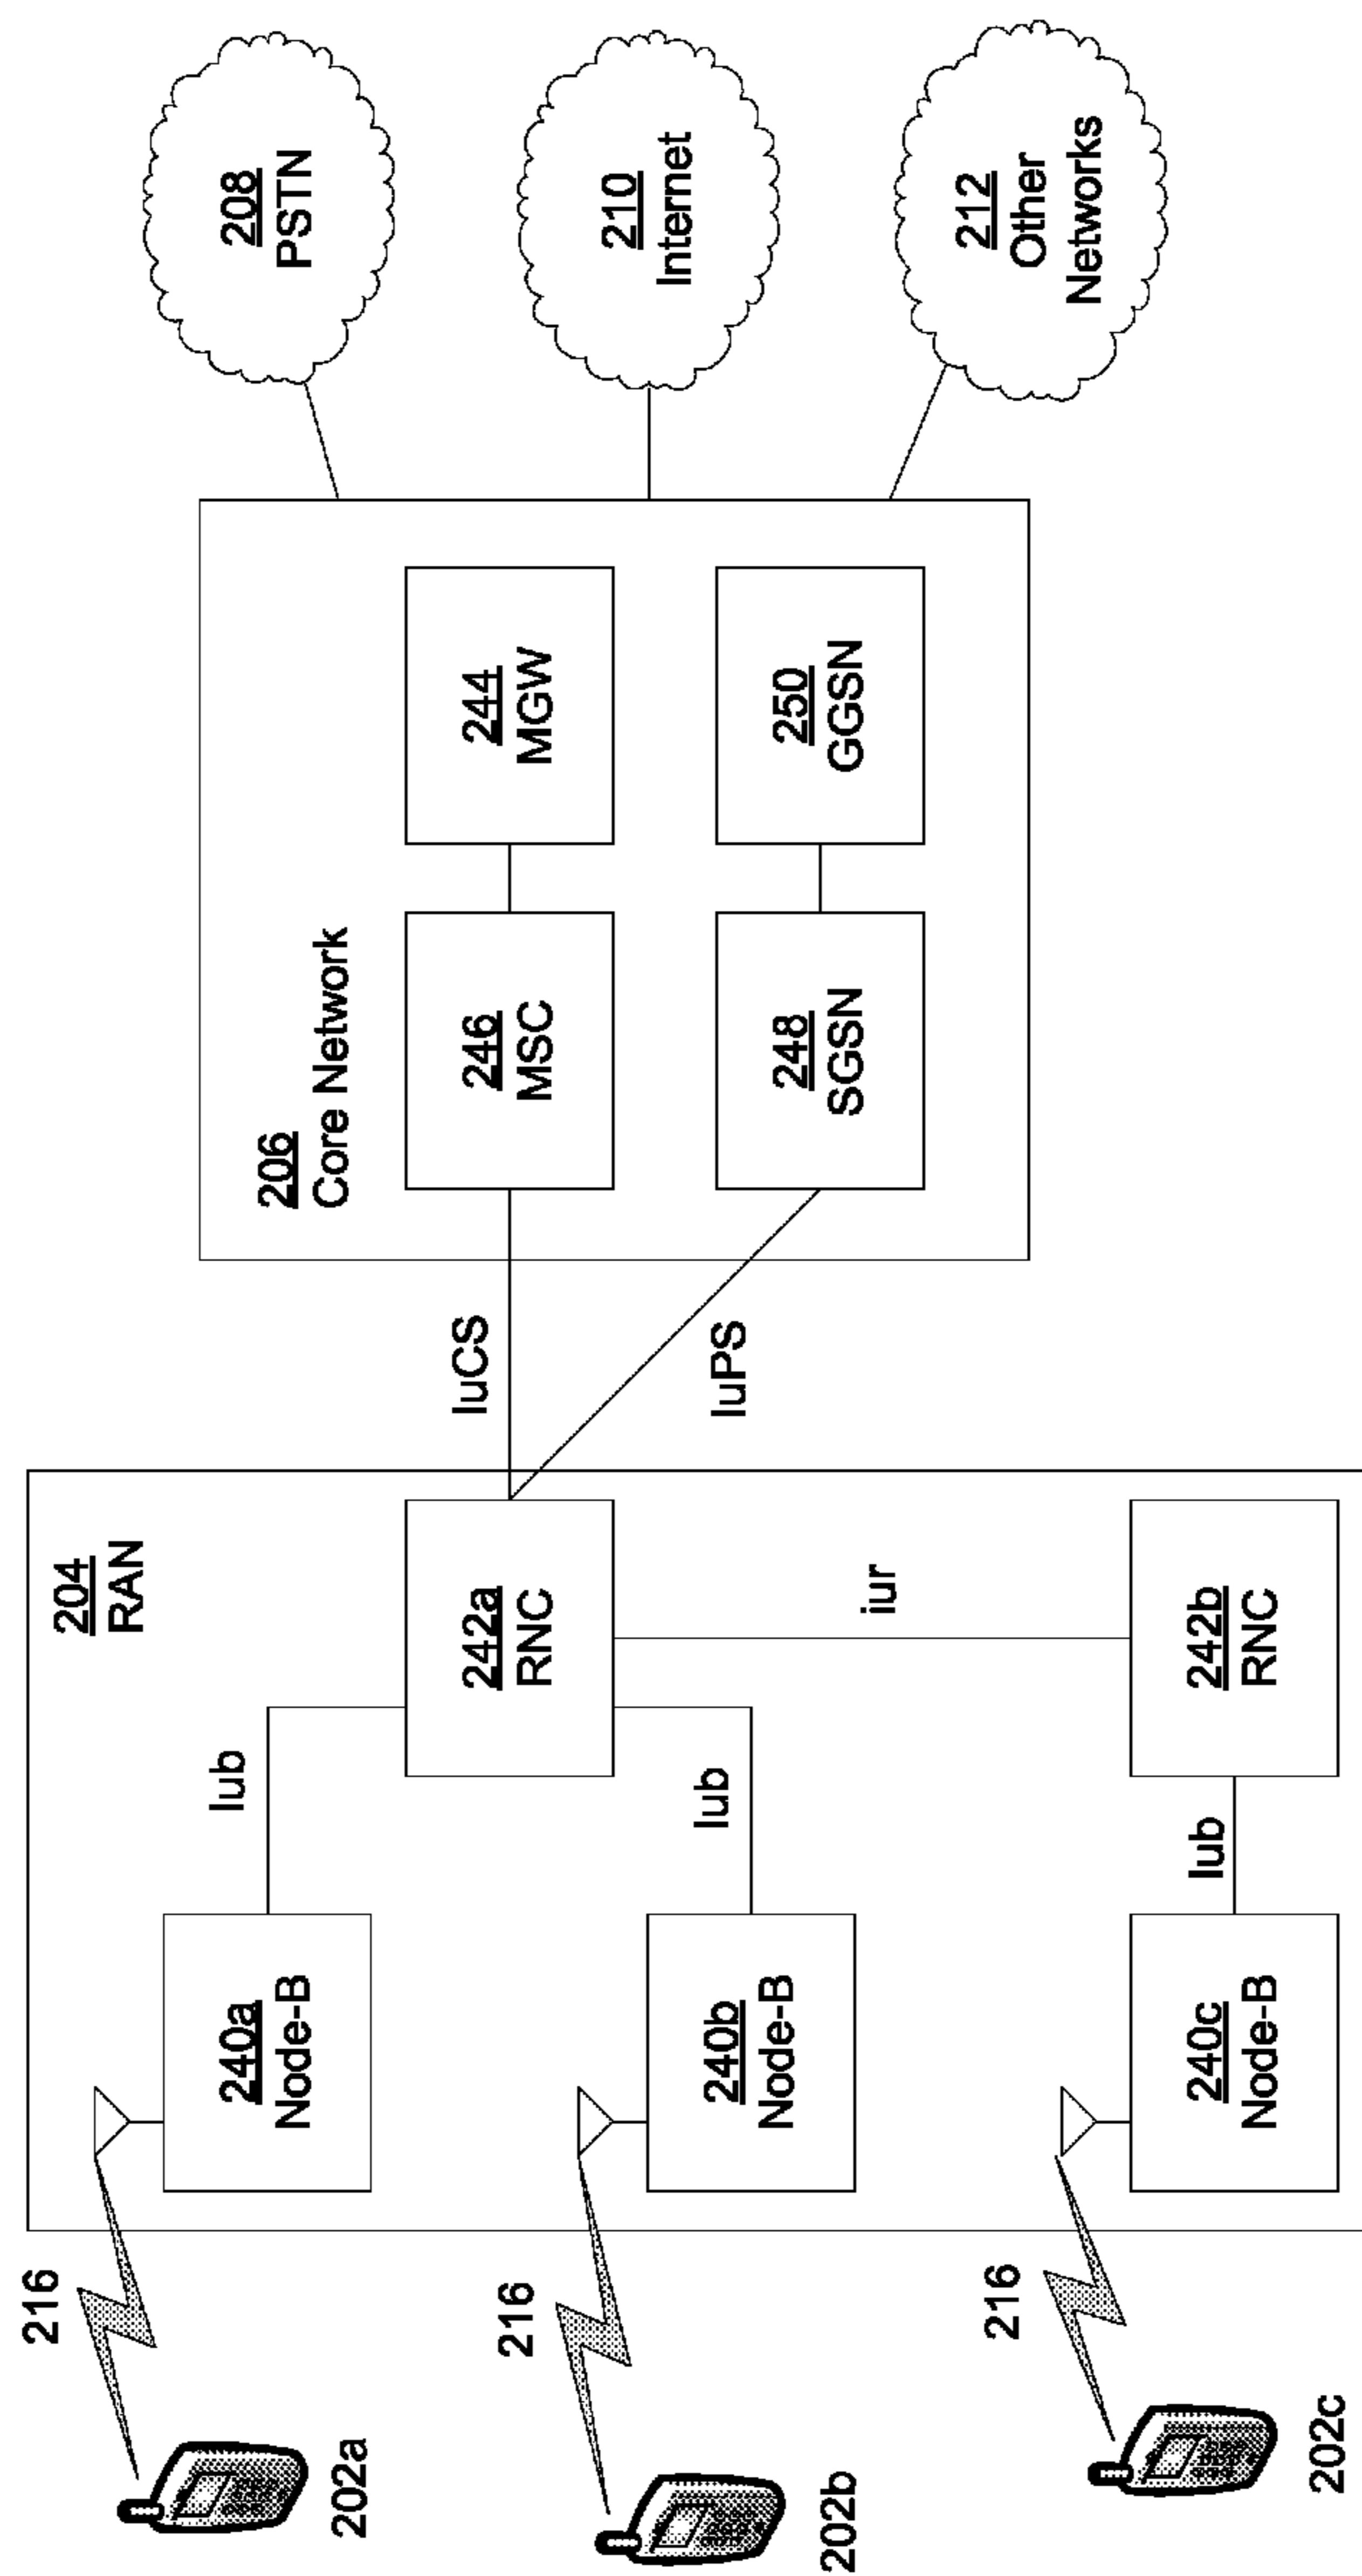 216
202a
216
202b
216
202c
204
RAN
240a
Node-B
Iub
240b
Node-B
Iub
240c
Node-B
Iub
242a
RNC
iur
242b
RNC
IuCS
IuPS
206
Core Network
246
MSC
244
MGW
248
SGSN
250
GGSN
208
PSTN
210
Internet
212
Other
Networks